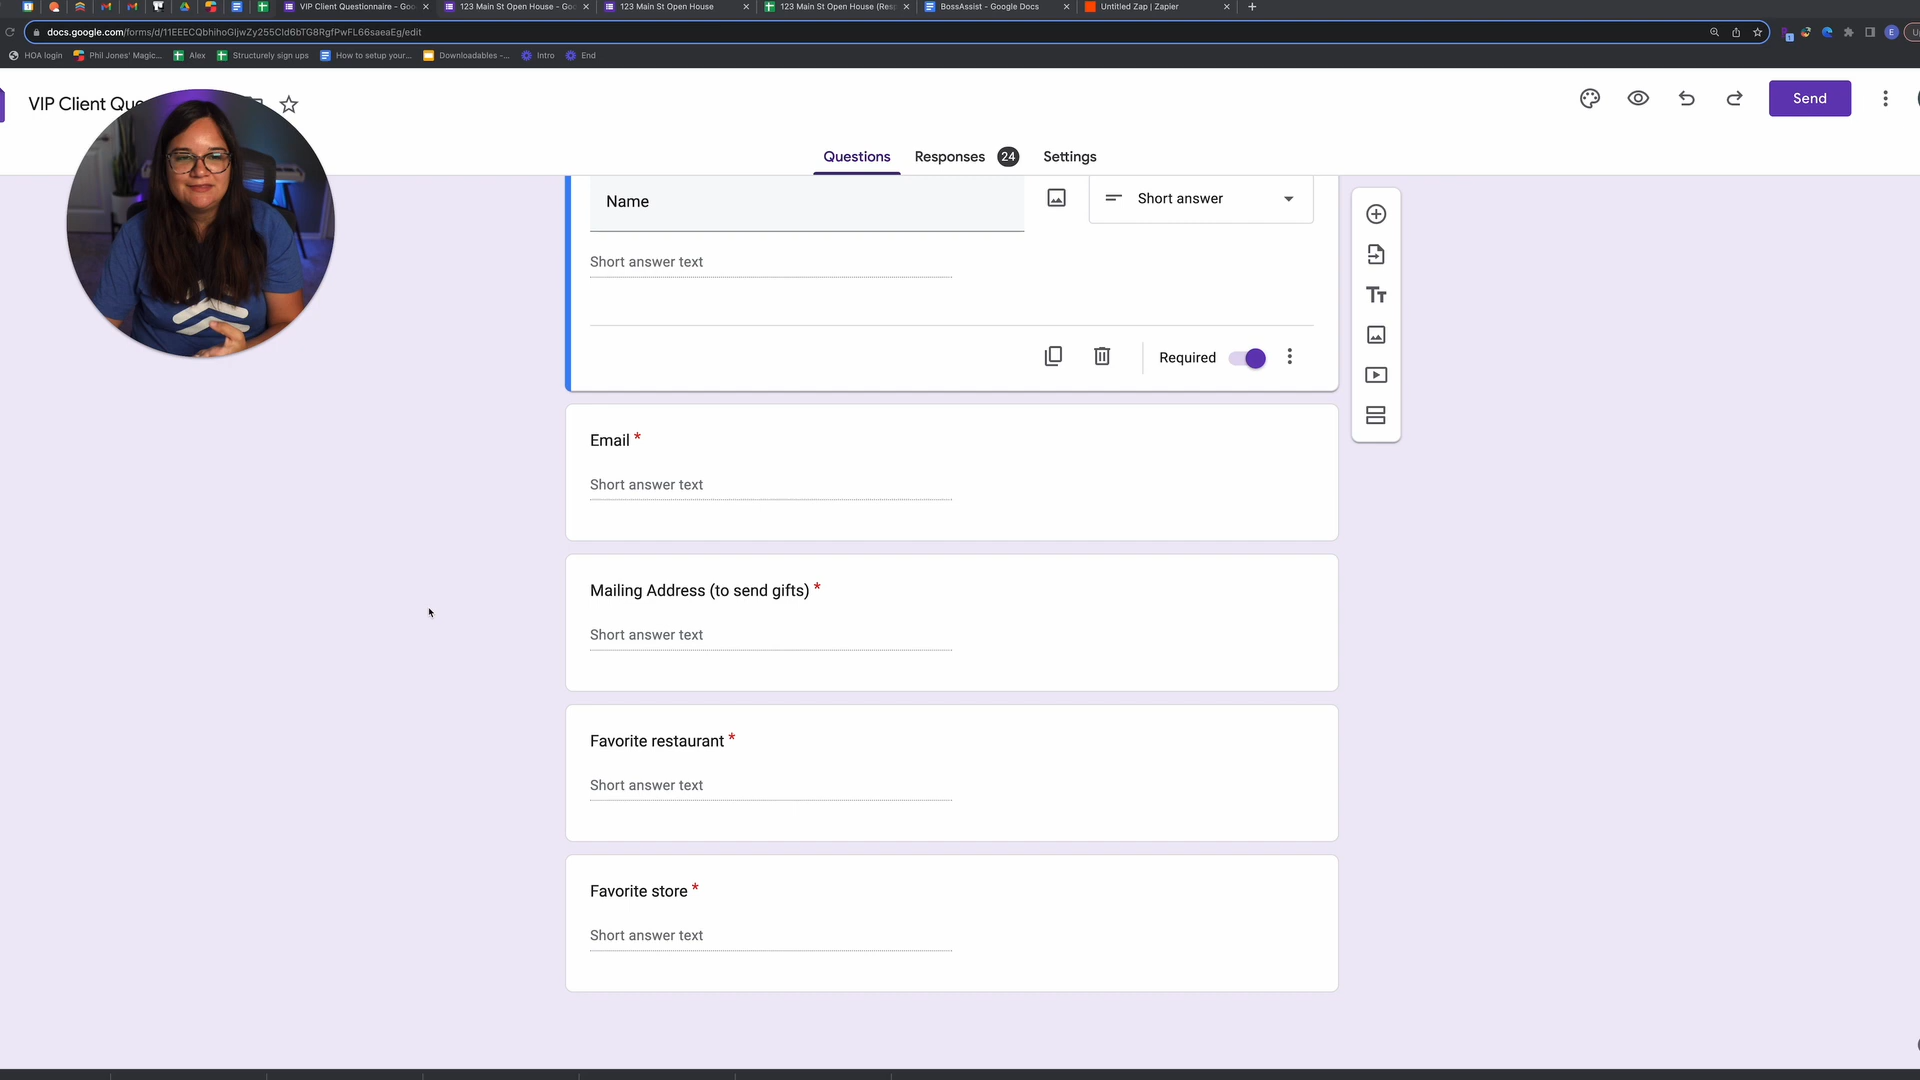 VIP Client Questionnaire - Goo
123 Main St Open House - Goo
123 Main St Open House
123 Main St Open House (Res
BossAssist - Google Docs
Untitled Zap | Zapier
docs.google.com/forms/d/11EEECQbhihoGljwZy255Cld6bTG8RgfPwFL66saeaEg/edit
E
HOA login
Phil Jones' Magic...
Alex
Structurely sign ups
How to setup your...
Downloadables -...
Intro
End
VIP Client Que
Send
Questions
Responses
24
Settings
Name
Short answer
Short answer text
Required
Email *
Short answer text
Mailing Address (to send gifts) *
Short answer text
Favorite restaurant *
Short answer text
Favorite store *
Short answer text